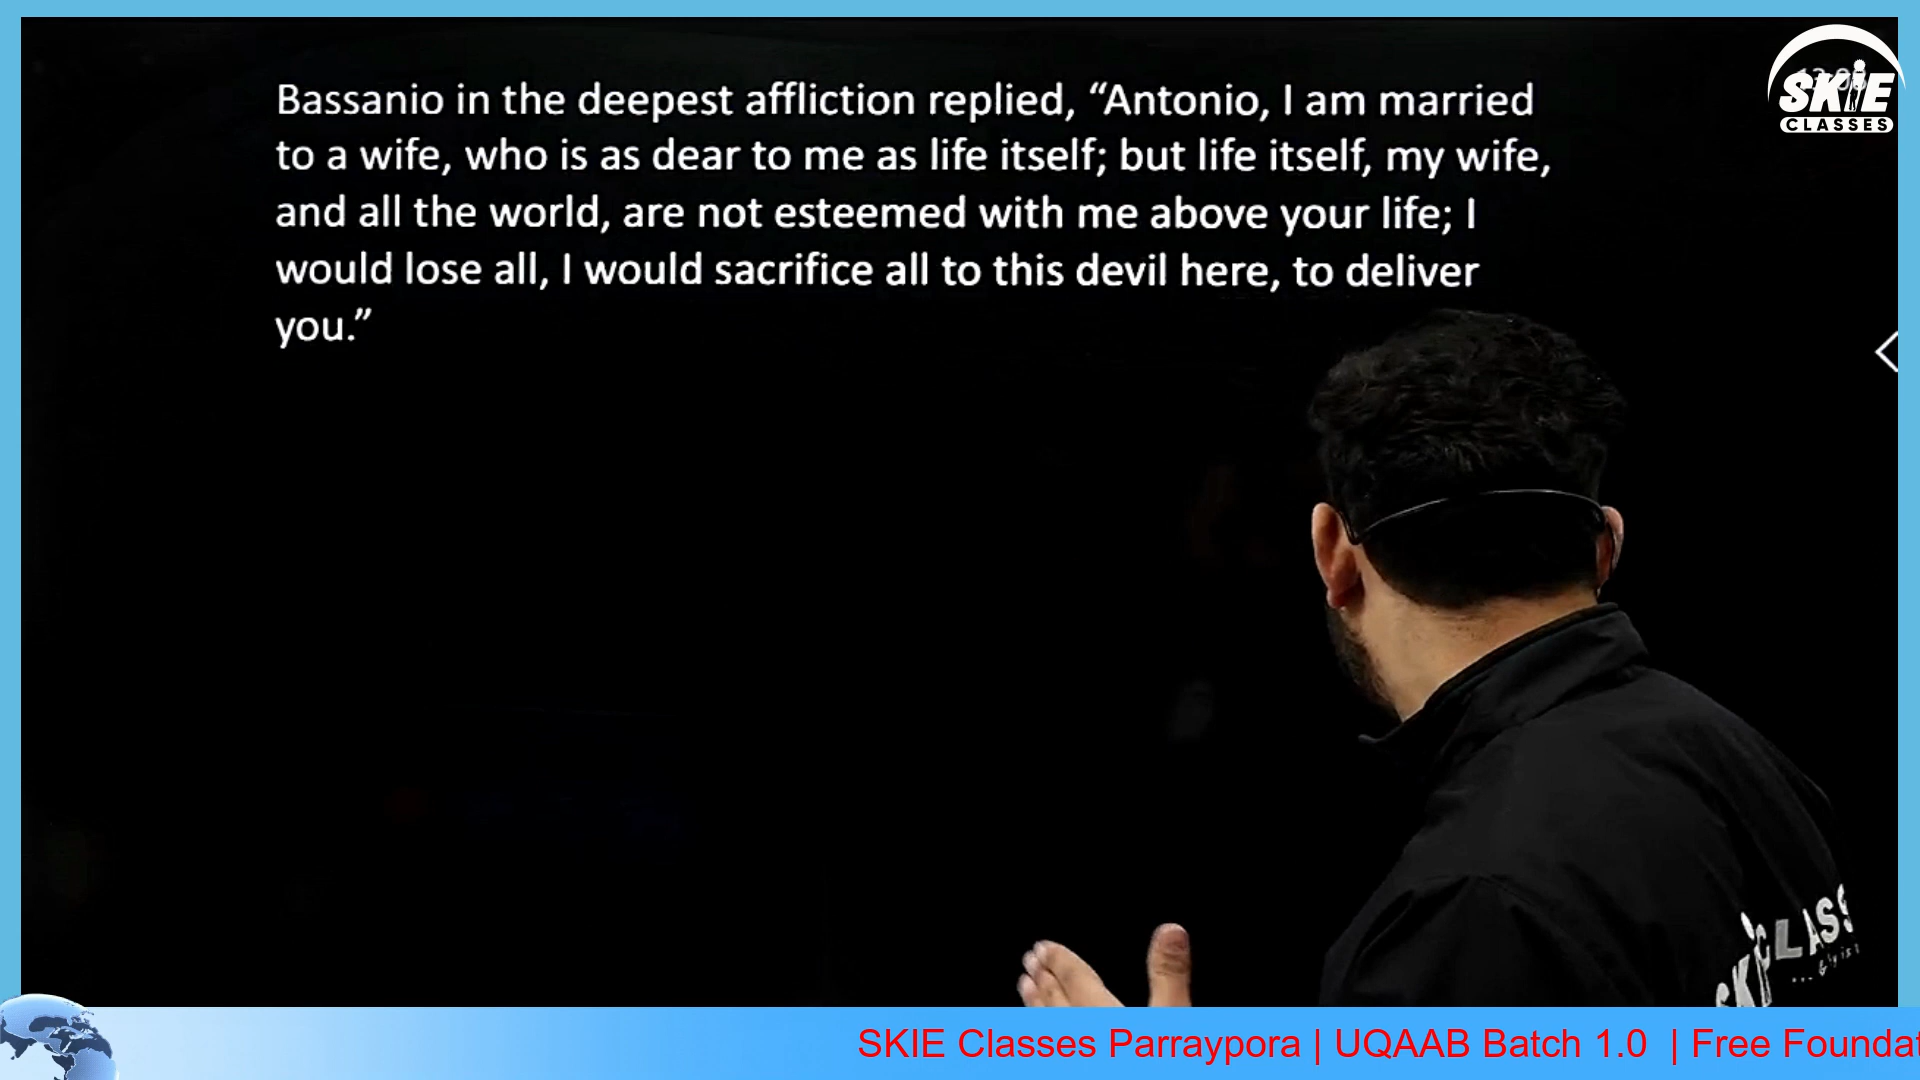 Bassanio in the deepest affliction replied, “Antonio, I am married
to a wife, who is as dear to me as life itself; but life itself, my wife,
and all the world, are not esteemed with me above your life; I
would lose all, I would sacrifice all to this devil here, to deliver
you.”
SKIE
CLASSES
SKIE CLASS
SKIE Classes Parraypora | UQAAB Batch 1.0 | Free Foundat